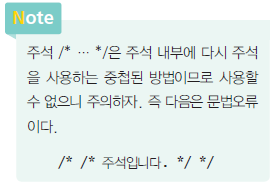 Note
주석 /* … */은 주석 내부에 다시 주석
을 사용하는 중첩된 방법이므로 사용할
수 없으니 주의하자. 즉 다음은 문법오류
이다.
/* /* 주석입니다. */ */